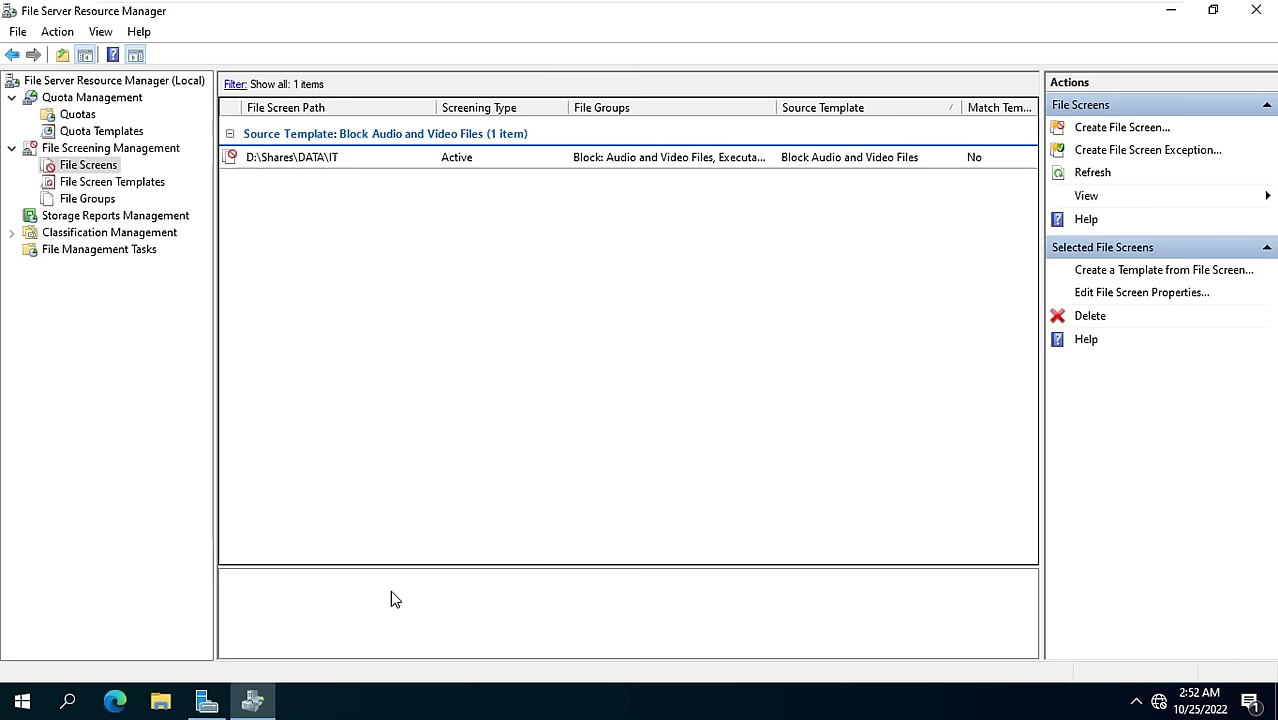 File Server Resource Manager
File Action View Help
File Server Resource Manager (Local)
Quota Management
Quotas
Quota Templates
File Screening Management
File Screens
File Screen Templates
File Groups
Storage Reports Management
Classification Management
File Management Tasks
Filter: Show all: 1 items
File Screen Path Screening Type File Groups Source Template Match Tem...
Source Template: Block Audio and Video Files (1 item)
D:\Shares\DATA\IT Active Block: Audio and Video Files, Executa... Block Audio and Video Files No
Actions
File Screens
Create File Screen...
Create File Screen Exception...
Refresh
View
Help
Selected File Screens
Create a Template from File Screen...
Edit File Screen Properties...
Delete
Help
2:52 AM
10/25/2022
1